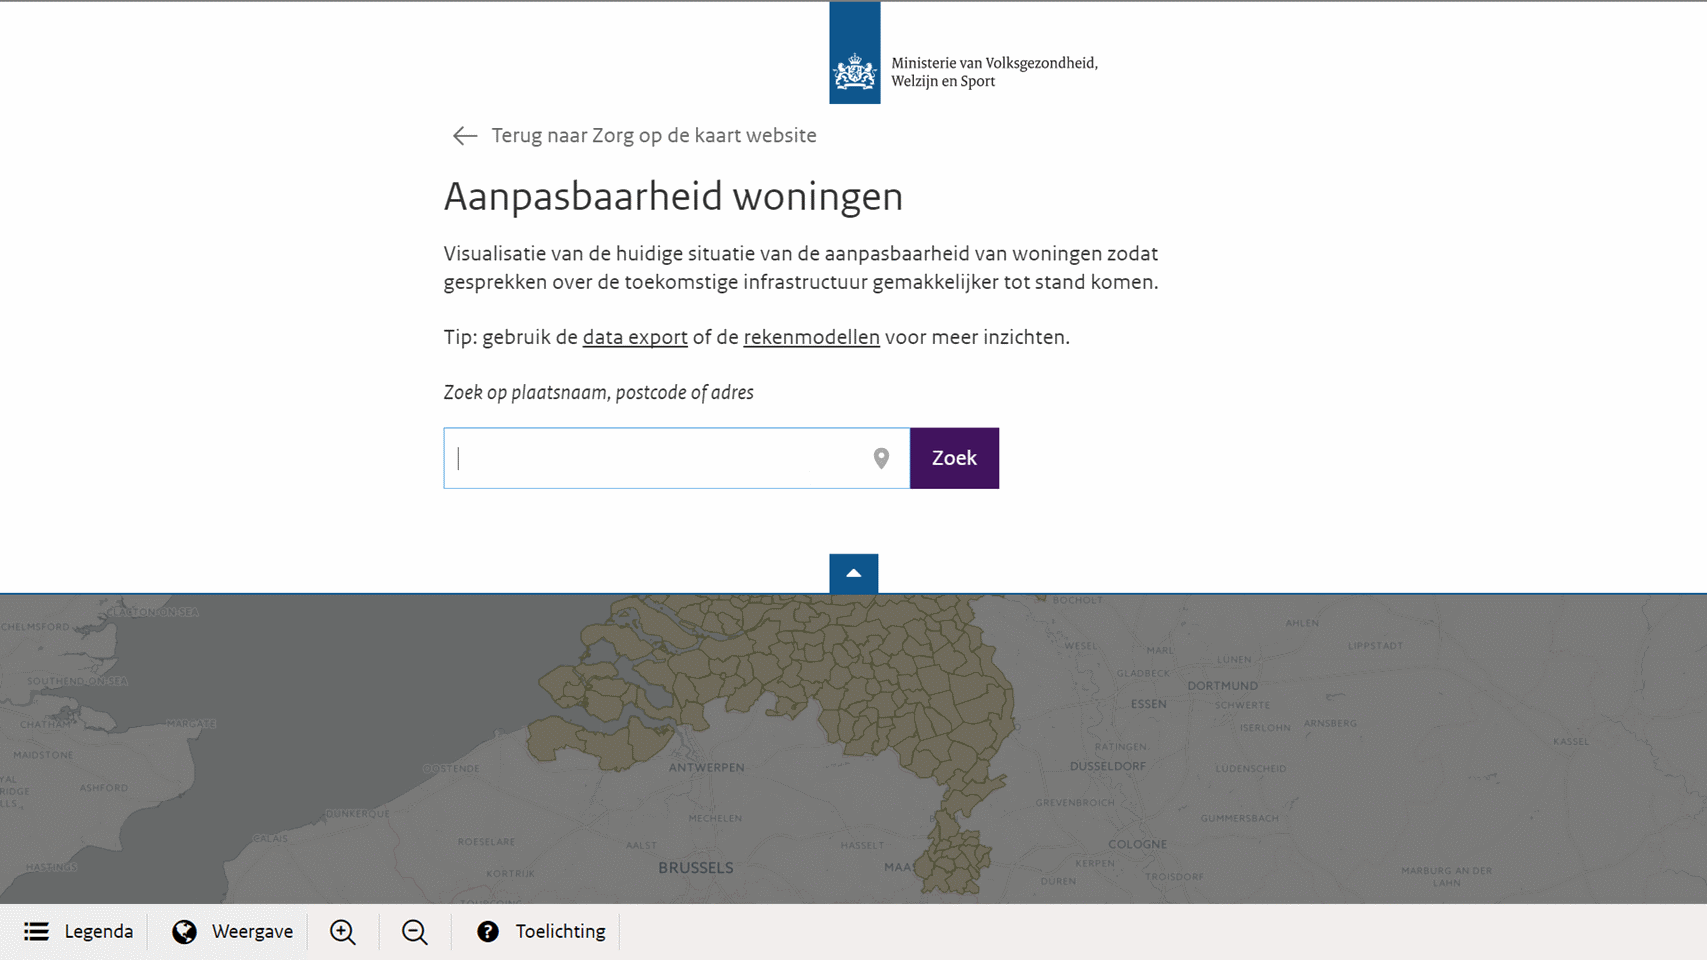 Ministerie van Volksgezondheid,
Welzijn en Sport
Terug naar Zorg op de kaart website
Aanpasbaarheid woningen
Visualisatie van de huidige situatie van de aanpasbaarheid van woningen zodat
gesprekken over de toekomstige infrastructuur gemakkelijker tot stand komen.
Tip: gebruik de data export of de rekenmodellen voor meer inzichten.
Zoek op plaatsnaam, postcode of adres
Zoek
BOCHOLT
CLACTON-ON-SEA
CHELMSFORD
AHLEN
WESEL
MARL
LIPPSTADT
LÜNEN
GLADBECK
SOUTHEND-ON-SEA
DORTMUND
ESSEN
SCHWERTE
CHATHAM
MARGATE
ISERLOHN
ARNSBERG
KASSEL
RATINGEN
MAIDSTONE
OOSTENDE
ANTWERPEN
DUSSELDORF
LÜDENSCHEID
ASHFORD
GREVENBROICH
DUNKERQUE
MECHELEN
GUMMERSBACH
CALAIS
ROESELARE
AALST
HASSELT
COLOGNE
HASTINGS
BRUSSELS
MAAS
KERPEN
KORTRIJK
TROISDORF
MARBURG AN DER
LAHN
DÜREN
TOURCOING
Legenda
Weergave
Toelichting